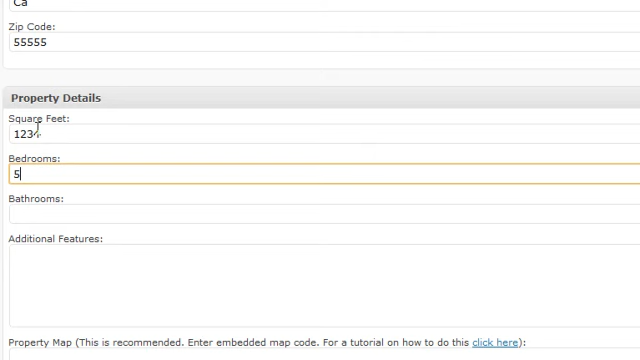 Ca
Zip Code:
55555
Property Details
Square Feet:
1234
Bedrooms:
5
Bathrooms:
Additional Features:
Property Map (This is recommended. Enter embedded map code. For a tutorial on how to do this click here):